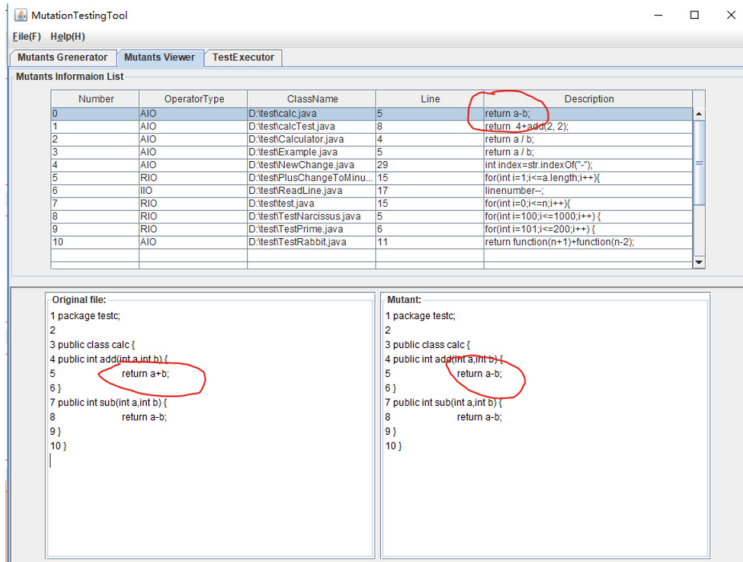 MutationTestingTool
File(F) Help(H)
Mutants Grenerator Mutants Viewer TestExecutor
Mutants Informaion List
Number OperatorType ClassName Line Description
0 AIO D:\test\calc.java 5 return a-b;
1 AIO D:\test\calcTest.java 8 return 4+add(2, 2);
2 AIO D:\test\Calculator.java 4 return a / b;
3 AIO D:\test\Example.java 5 return a / b;
4 AIO D:\test\NewChange.java 29 int index=str.indexOf("-");
5 RIO D:\test\PlusChangeToMinu... 15 for(int i=1;i<=a.length;i++){
6 IIO D:\test\ReadLine.java 17 linenumber--;
7 RIO D:\test\test.java 15 for(int i=0;i<=n;i++){
8 RIO D:\test\TestNarcissus.java 5 for(int i=100;i<=1000;i++) {
9 RIO D:\test\TestPrime.java 6 for(int i=101;i<=200;i++) {
10 AIO D:\test\TestRabbit.java 11 return function(n+1)+function(n-2);
Original file:
1 package testc;
2
3 public class calc {
4 public int add(int a,int b) {
5 return a+b;
6 }
7 public int sub(int a,int b) {
8 return a-b;
9 }
10 }
Mutant:
1 package testc;
2
3 public class calc {
4 public int add(int a,int b) {
5 return a-b;
6 }
7 public int sub(int a,int b) {
8 return a-b;
9 }
10 }